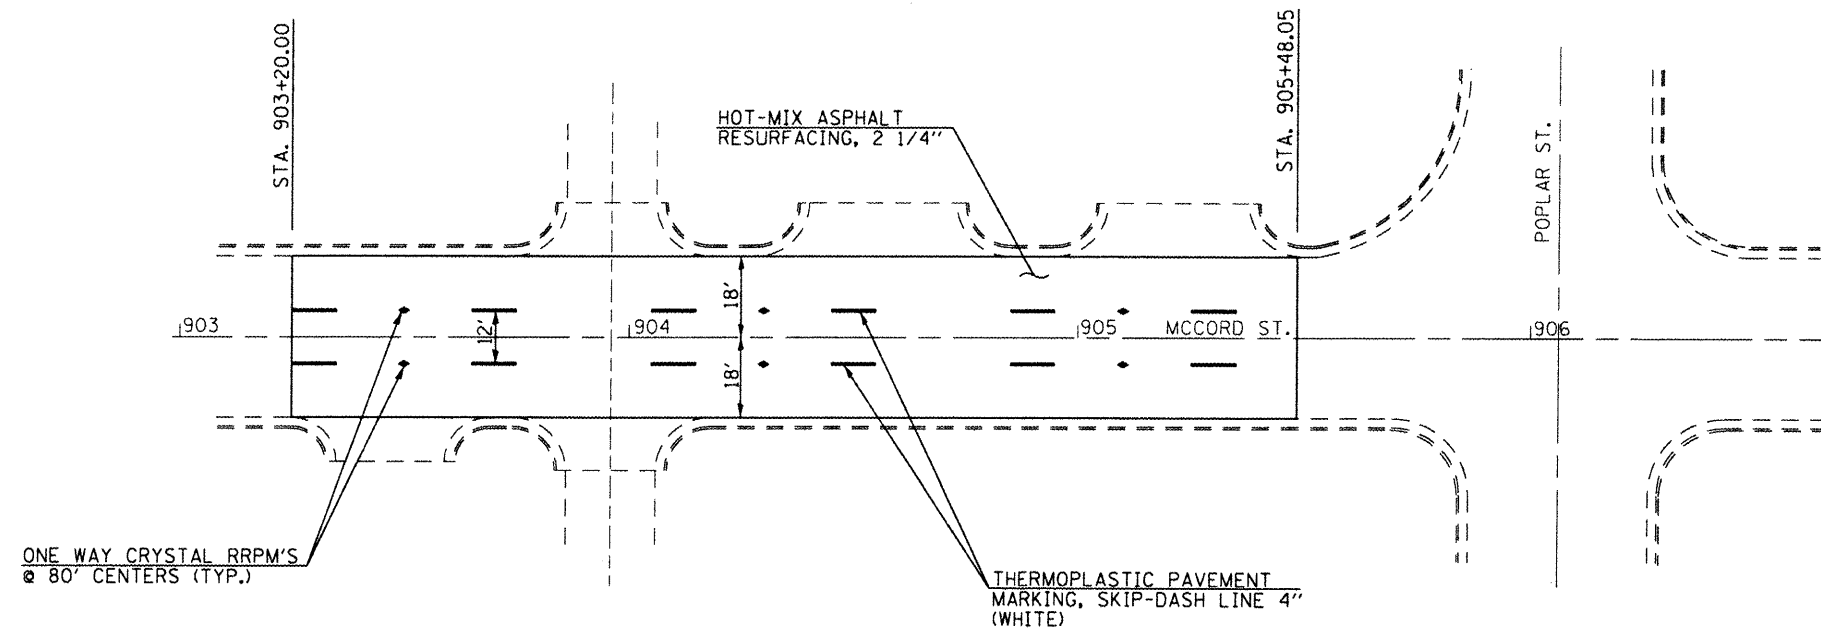 STA. 903+20.00
HOT-MIX ASPHALT
RESURFACING, 2 1/4"
STA. 905+48.05
POPLAR ST.
18'
903
12'
904
905
MCCORD ST.
906
18'
ONE WAY CRYSTAL RRPM'S
@ 80' CENTERS (TYP.)
THERMOPLASTIC PAVEMENT
MARKING, SKIP-DASH LINE 4"
(WHITE)